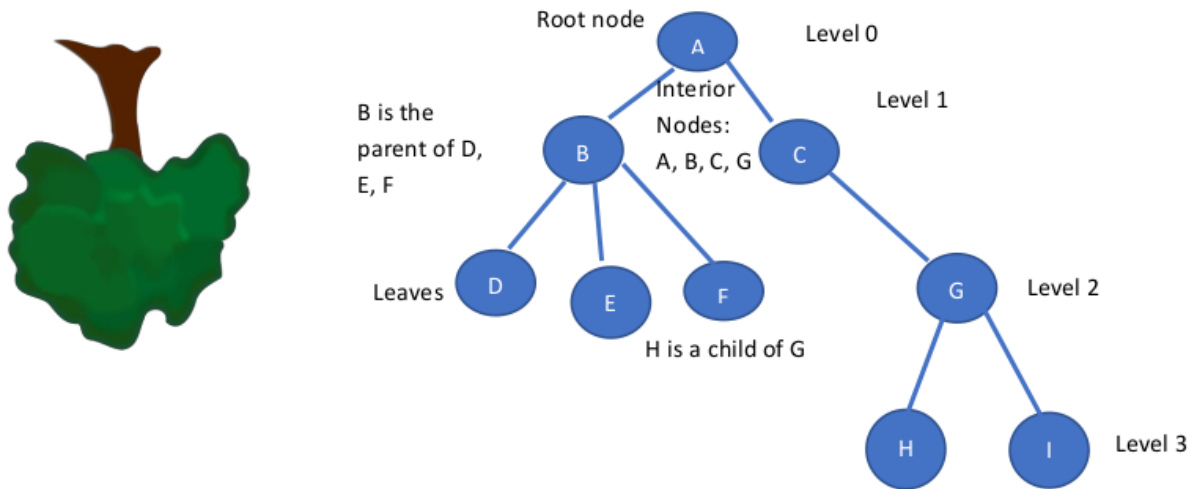 Root node
A
Level 0
Interior
Nodes:
A, B, C, G
Level 1
B is the
parent of D,
E, F
B
C
Leaves
D
E
F
G
Level 2
H is a child of G
H
I
Level 3